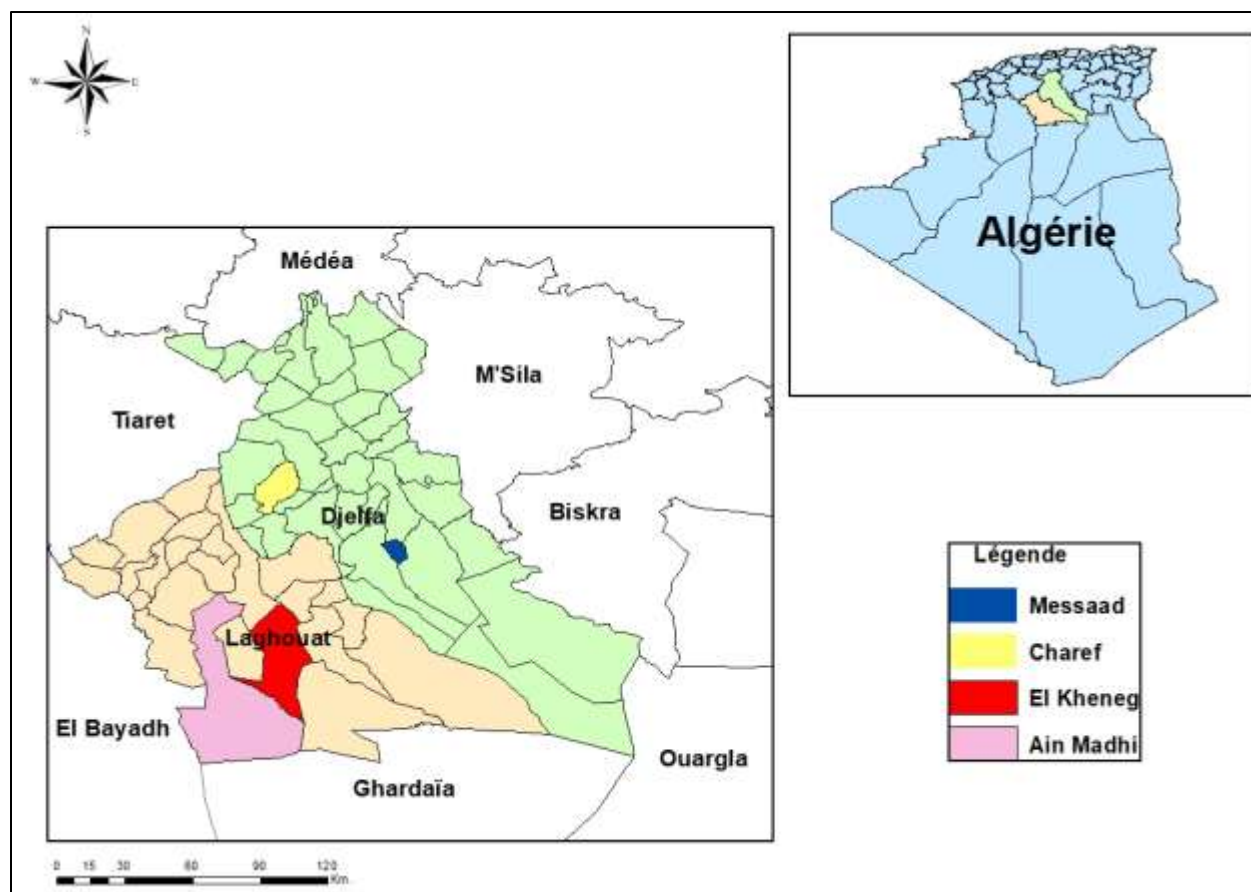 N
W
E
S
Algérie
Médéa
M'Sila
Tiaret
Biskra
Djelfa
Laghouat
El Bayadh
Ouargla
Ghardaïa
Légende
Messaad
Charef
El Kheneg
Ain Madhi
0 15 30 60 90 120
Km